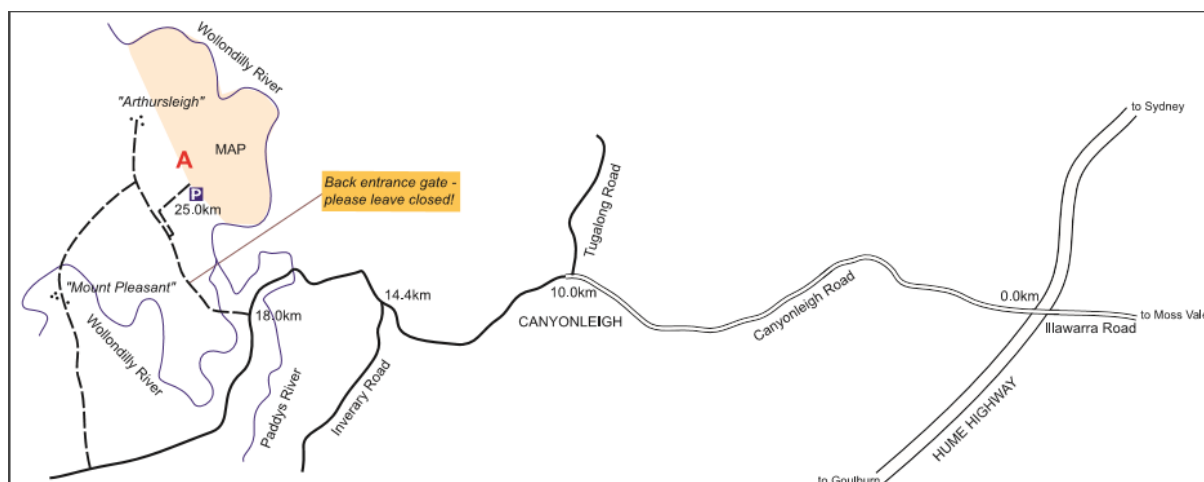 Wollondilly River
to Sydney
"Arthursleigh"
MAP
A
P
25.0km
Back entrance gate -
please leave closed!
Tugalong Road
"Mount Pleasant"
14.4km
10.0km
0.0km
18.0km
CANYONLEIGH
Canyonleigh Road
to Moss Vale
Illawarra Road
Wollondilly River
Paddys River
Inverary Road
HUME HIGHWAY
to Goulburn